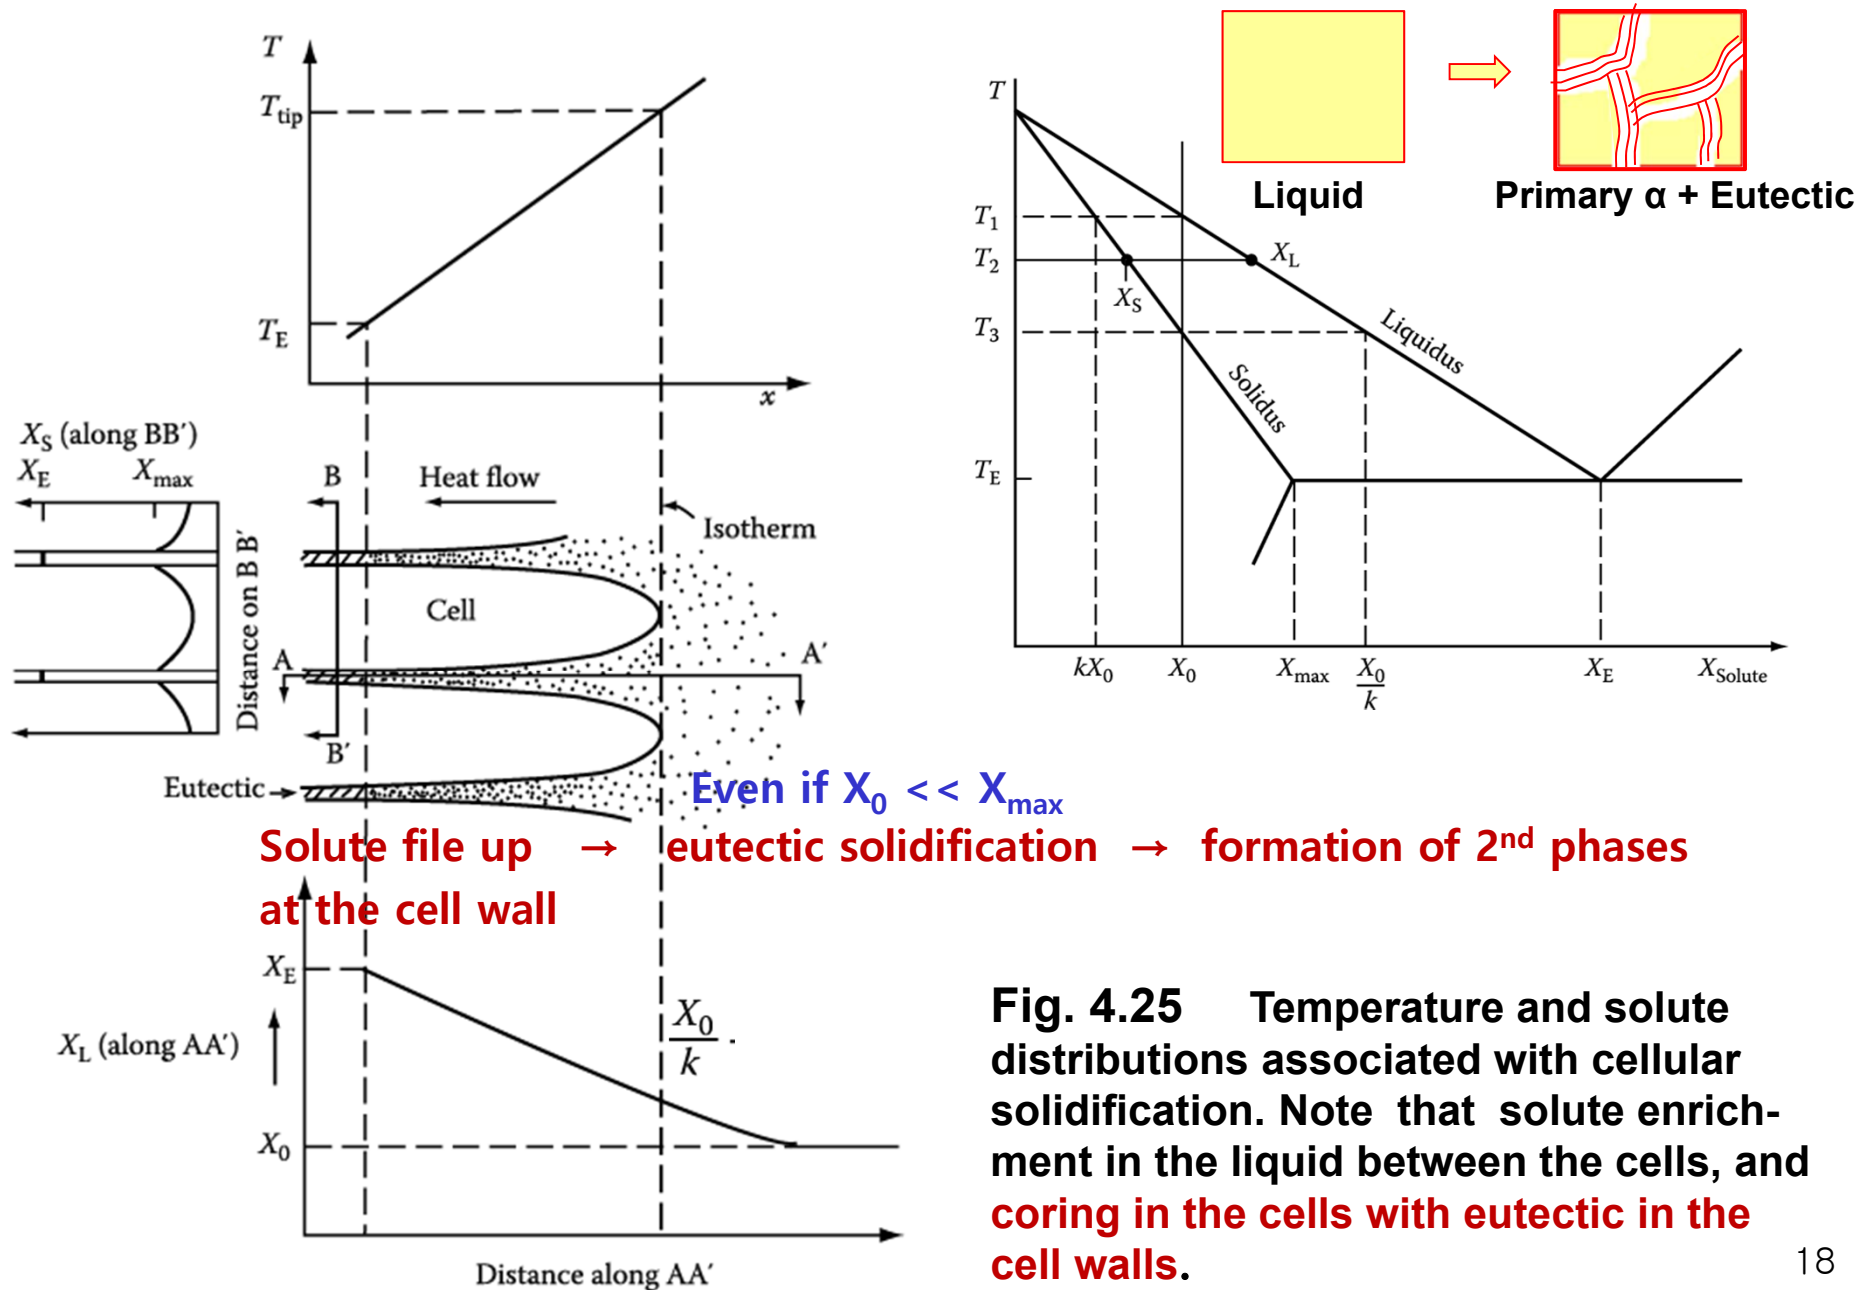 T
T_tip
T_E
x
Liquid
Primary α + Eutectic
T
T_1
T_2
T_3
T_E
X_L
X_S
Liquidus
Solidus
kX_0
X_0
X_max
X_0
k
X_E
X_Solute
X_S (along BB′)
X_E
X_max
Distance on B B′
B
Heat flow
Isotherm
Cell
A
A′
B′
Eutectic
Even if X_0 << X_max
Solute file up → eutectic solidification → formation of 2nd phases
at the cell wall
X_E
X_L (along AA′)
X_0
X_0
k
Distance along AA′
Fig. 4.25 Temperature and solute
distributions associated with cellular
solidification. Note that solute enrich-
ment in the liquid between the cells, and
coring in the cells with eutectic in the
cell walls.
18